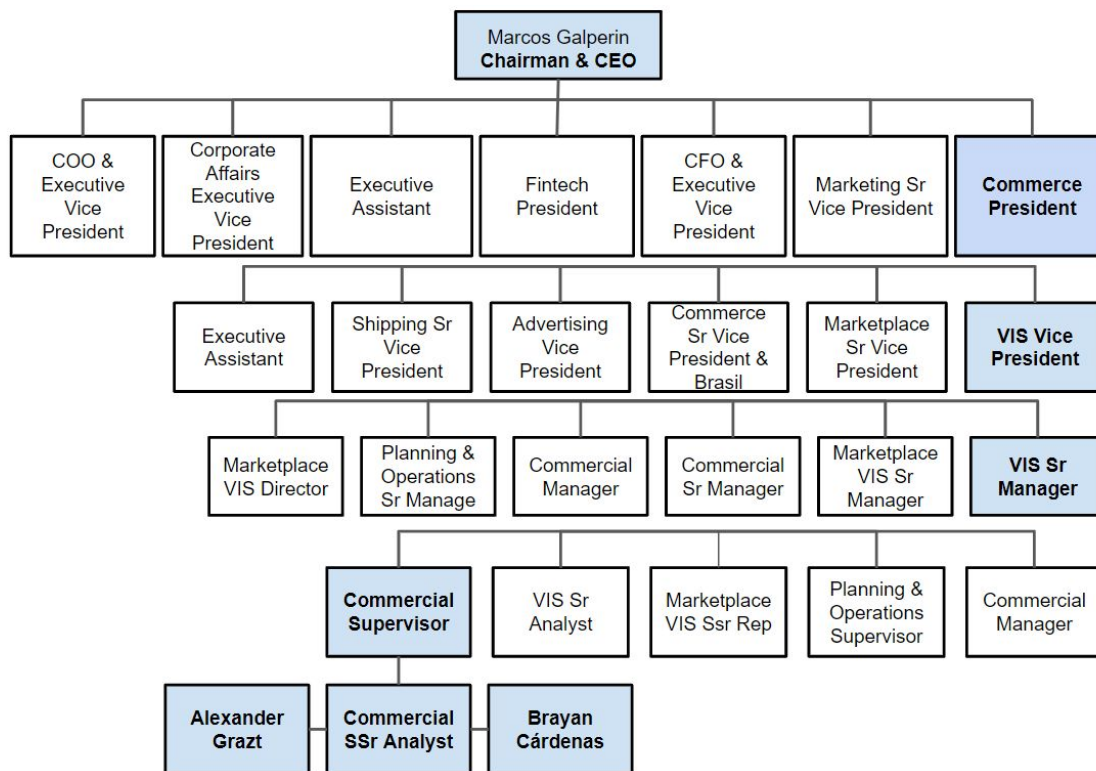 Marcos Galperin
Chairman & CEO
COO &
Executive
Vice
President
Corporate
Affairs
Executive
Vice
President
Executive
Assistant
Fintech
President
CFO &
Executive
Vice
President
Marketing Sr
Vice President
Commerce
President
Executive
Assistant
Shipping Sr
Vice
President
Advertising
Vice
President
Commerce
Sr Vice
President &
Brasil
Marketplace
Sr Vice
President
VIS Vice
President
Marketplace
VIS Director
Planning &
Operations
Sr Manage
Commercial
Manager
Commercial
Sr Manager
Marketplace
VIS Sr
Manager
VIS Sr
Manager
Commercial
Supervisor
VIS Sr
Analyst
Marketplace
VIS Ssr Rep
Planning &
Operations
Supervisor
Commercial
Manager
Alexander
Grazt
Commercial
SSr Analyst
Brayan
Cárdenas